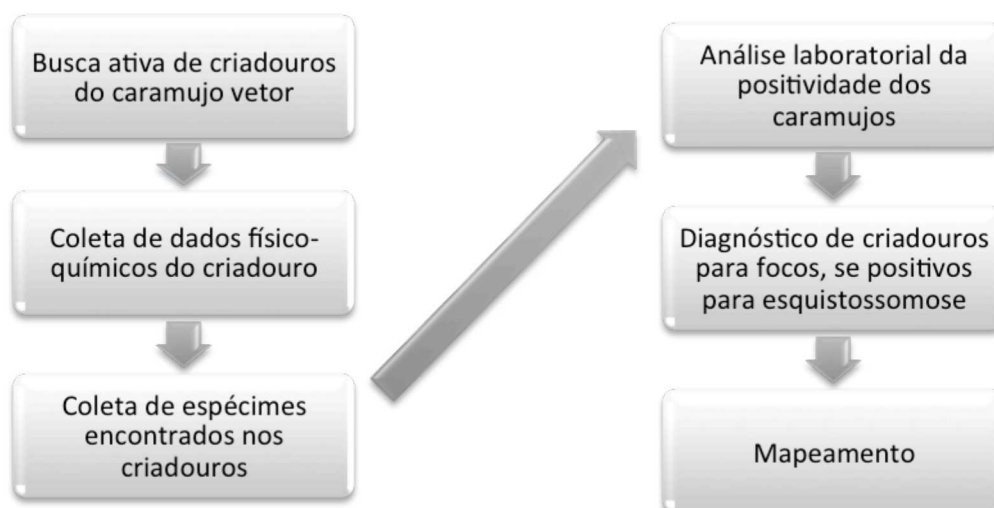 Busca ativa de criadouros
do caramujo vetor
Coleta de dados físico-
químicos do criadouro
Coleta de espécimes
encontrados nos
criadouros
Análise laboratorial da
positividade dos
caramujos
Diagnóstico de criadouros
para focos, se positivos
para esquistossomose
Mapeamento